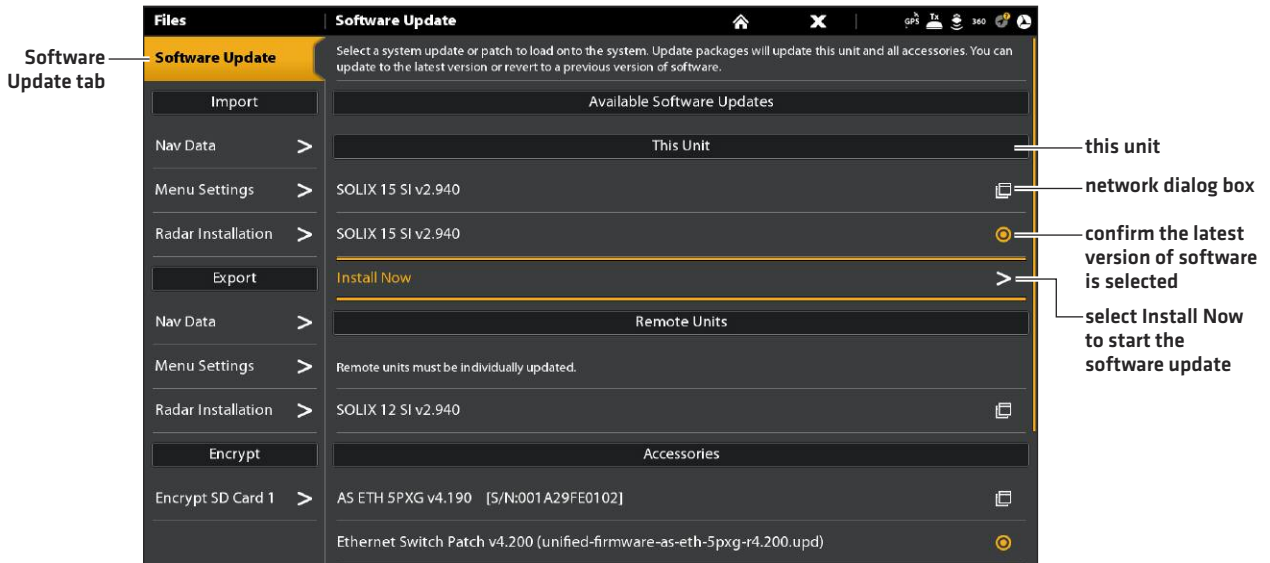 Files
Software Update
GPS
Tx
360
Software Update
Select a system update or patch to load onto the system. Update packages will update this unit and all accessories. You can
update to the latest version or revert to a previous version of software.
Import
Nav Data
Menu Settings
Radar Installation
Export
Nav Data
Menu Settings
Radar Installation
Encrypt
Encrypt SD Card 1
Available Software Updates
This Unit
SOLIX 15 SI v2.940
SOLIX 15 SI v2.940
Install Now
Remote Units
Remote units must be individually updated.
SOLIX 12 SI v2.940
Accessories
AS ETH 5PXG v4.190 [S/N:001A29FE0102]
Ethernet Switch Patch v4.200 (unified-firmware-as-eth-5pxg-r4.200.upd)
Software
Update tab
this unit
network dialog box
confirm the latest
version of software
is selected
select Install Now
to start the
software update